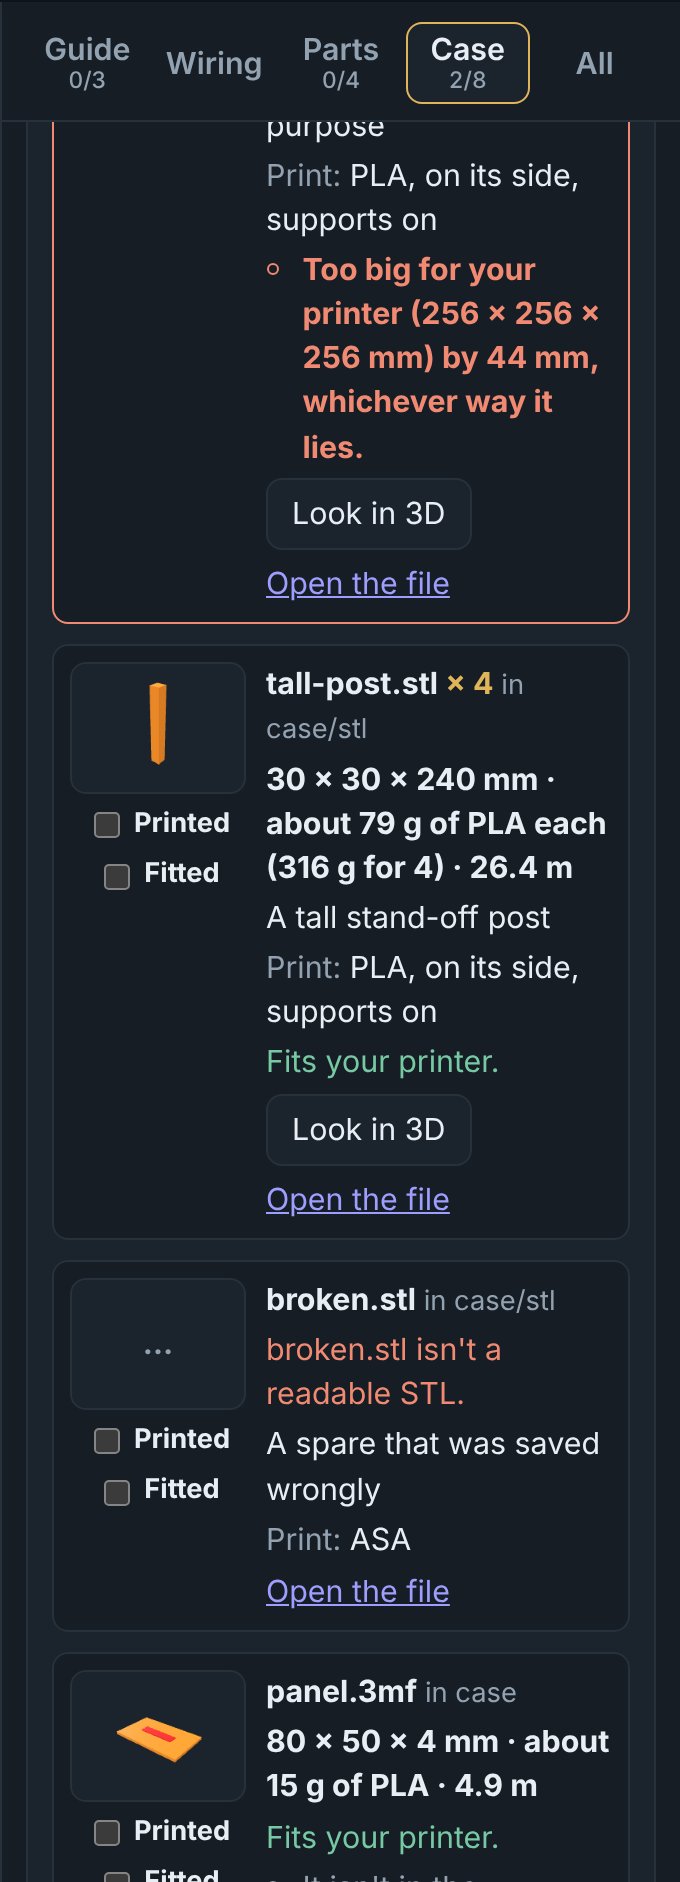 Guide
0/3
Wiring
Parts
0/4
Case
2/8
All
purpose
Print: PLA, on its side,
supports on
Too big for your
printer (256 × 256 ×
256 mm) by 44 mm,
whichever way it
lies.
Look in 3D
Open the file
tall-post.stl × 4 in
case/stl
30 × 30 × 240 mm ·
about 79 g of PLA each
(316 g for 4) · 26.4 m
Printed
Fitted
A tall stand-off post
Print: PLA, on its side,
supports on
Fits your printer.
Look in 3D
Open the file
...
broken.stl in case/stl
broken.stl isn't a
readable STL.
Printed
Fitted
A spare that was saved
wrongly
Print: ASA
Open the file
panel.3mf in case
80 × 50 × 4 mm · about
15 g of PLA · 4.9 m
Printed
Fits your printer.
Fitted